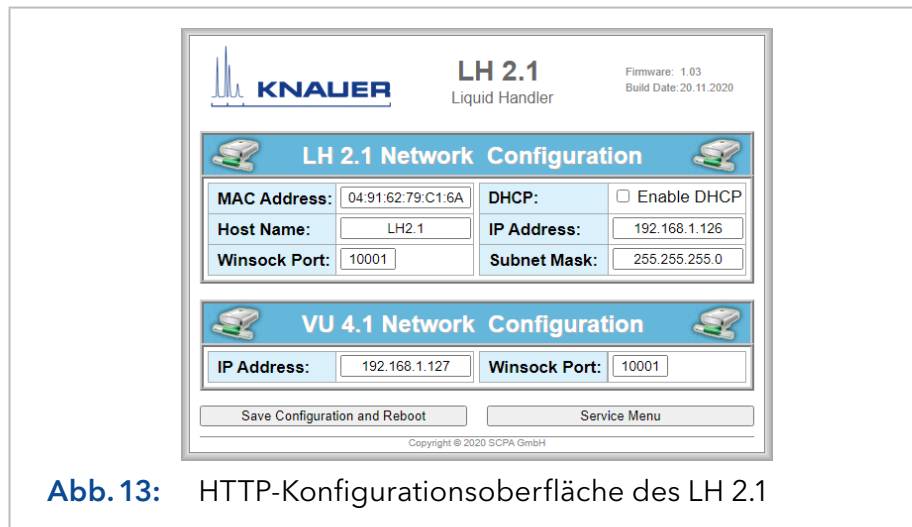 KNAUER
LH 2.1
Liquid Handler
Firmware: 1.03
Build Date: 20.11.2020
LH 2.1 Network Configuration
MAC Address: 04:91:62:79:C1:6A DHCP: Enable DHCP
Host Name: LH2.1 IP Address: 192.168.1.126
Winsock Port: 10001 Subnet Mask: 255.255.255.0
VU 4.1 Network Configuration
IP Address: 192.168.1.127 Winsock Port: 10001
Save Configuration and Reboot Service Menu
Copyright © 2020 SCPA GmbH
Abb. 13: HTTP-Konfigurationsoberfläche des LH 2.1